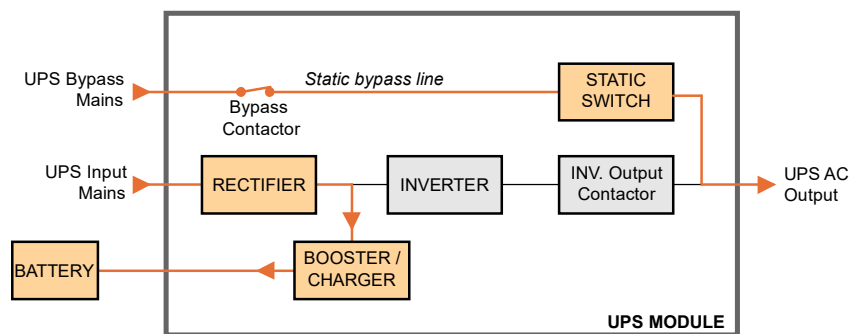 UPS Bypass
Mains
Static bypass line
STATIC
SWITCH
Bypass
Contactor
UPS Input
Mains
RECTIFIER
INVERTER
INV. Output
Contactor
UPS AC
Output
BATTERY
BOOSTER /
CHARGER
UPS MODULE